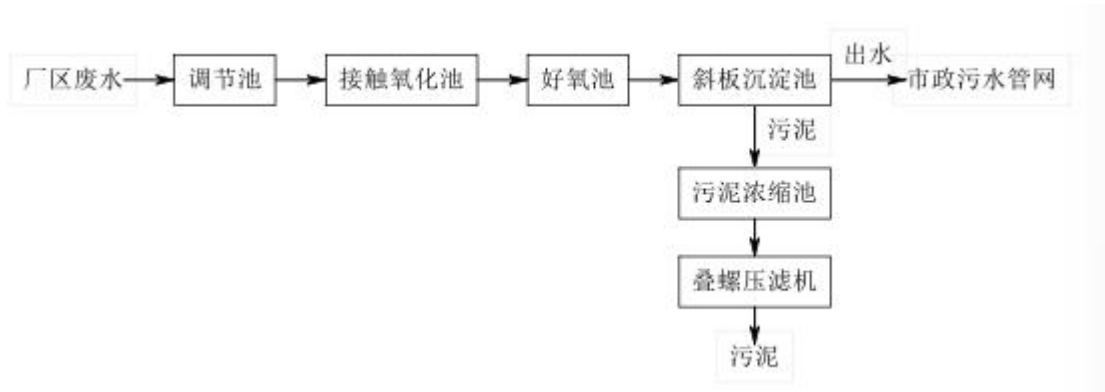 厂区废水
调节池
接触氧化池
好氧池
斜板沉淀池
出水
市政污水管网
污泥
污泥浓缩池
叠螺压滤机
污泥